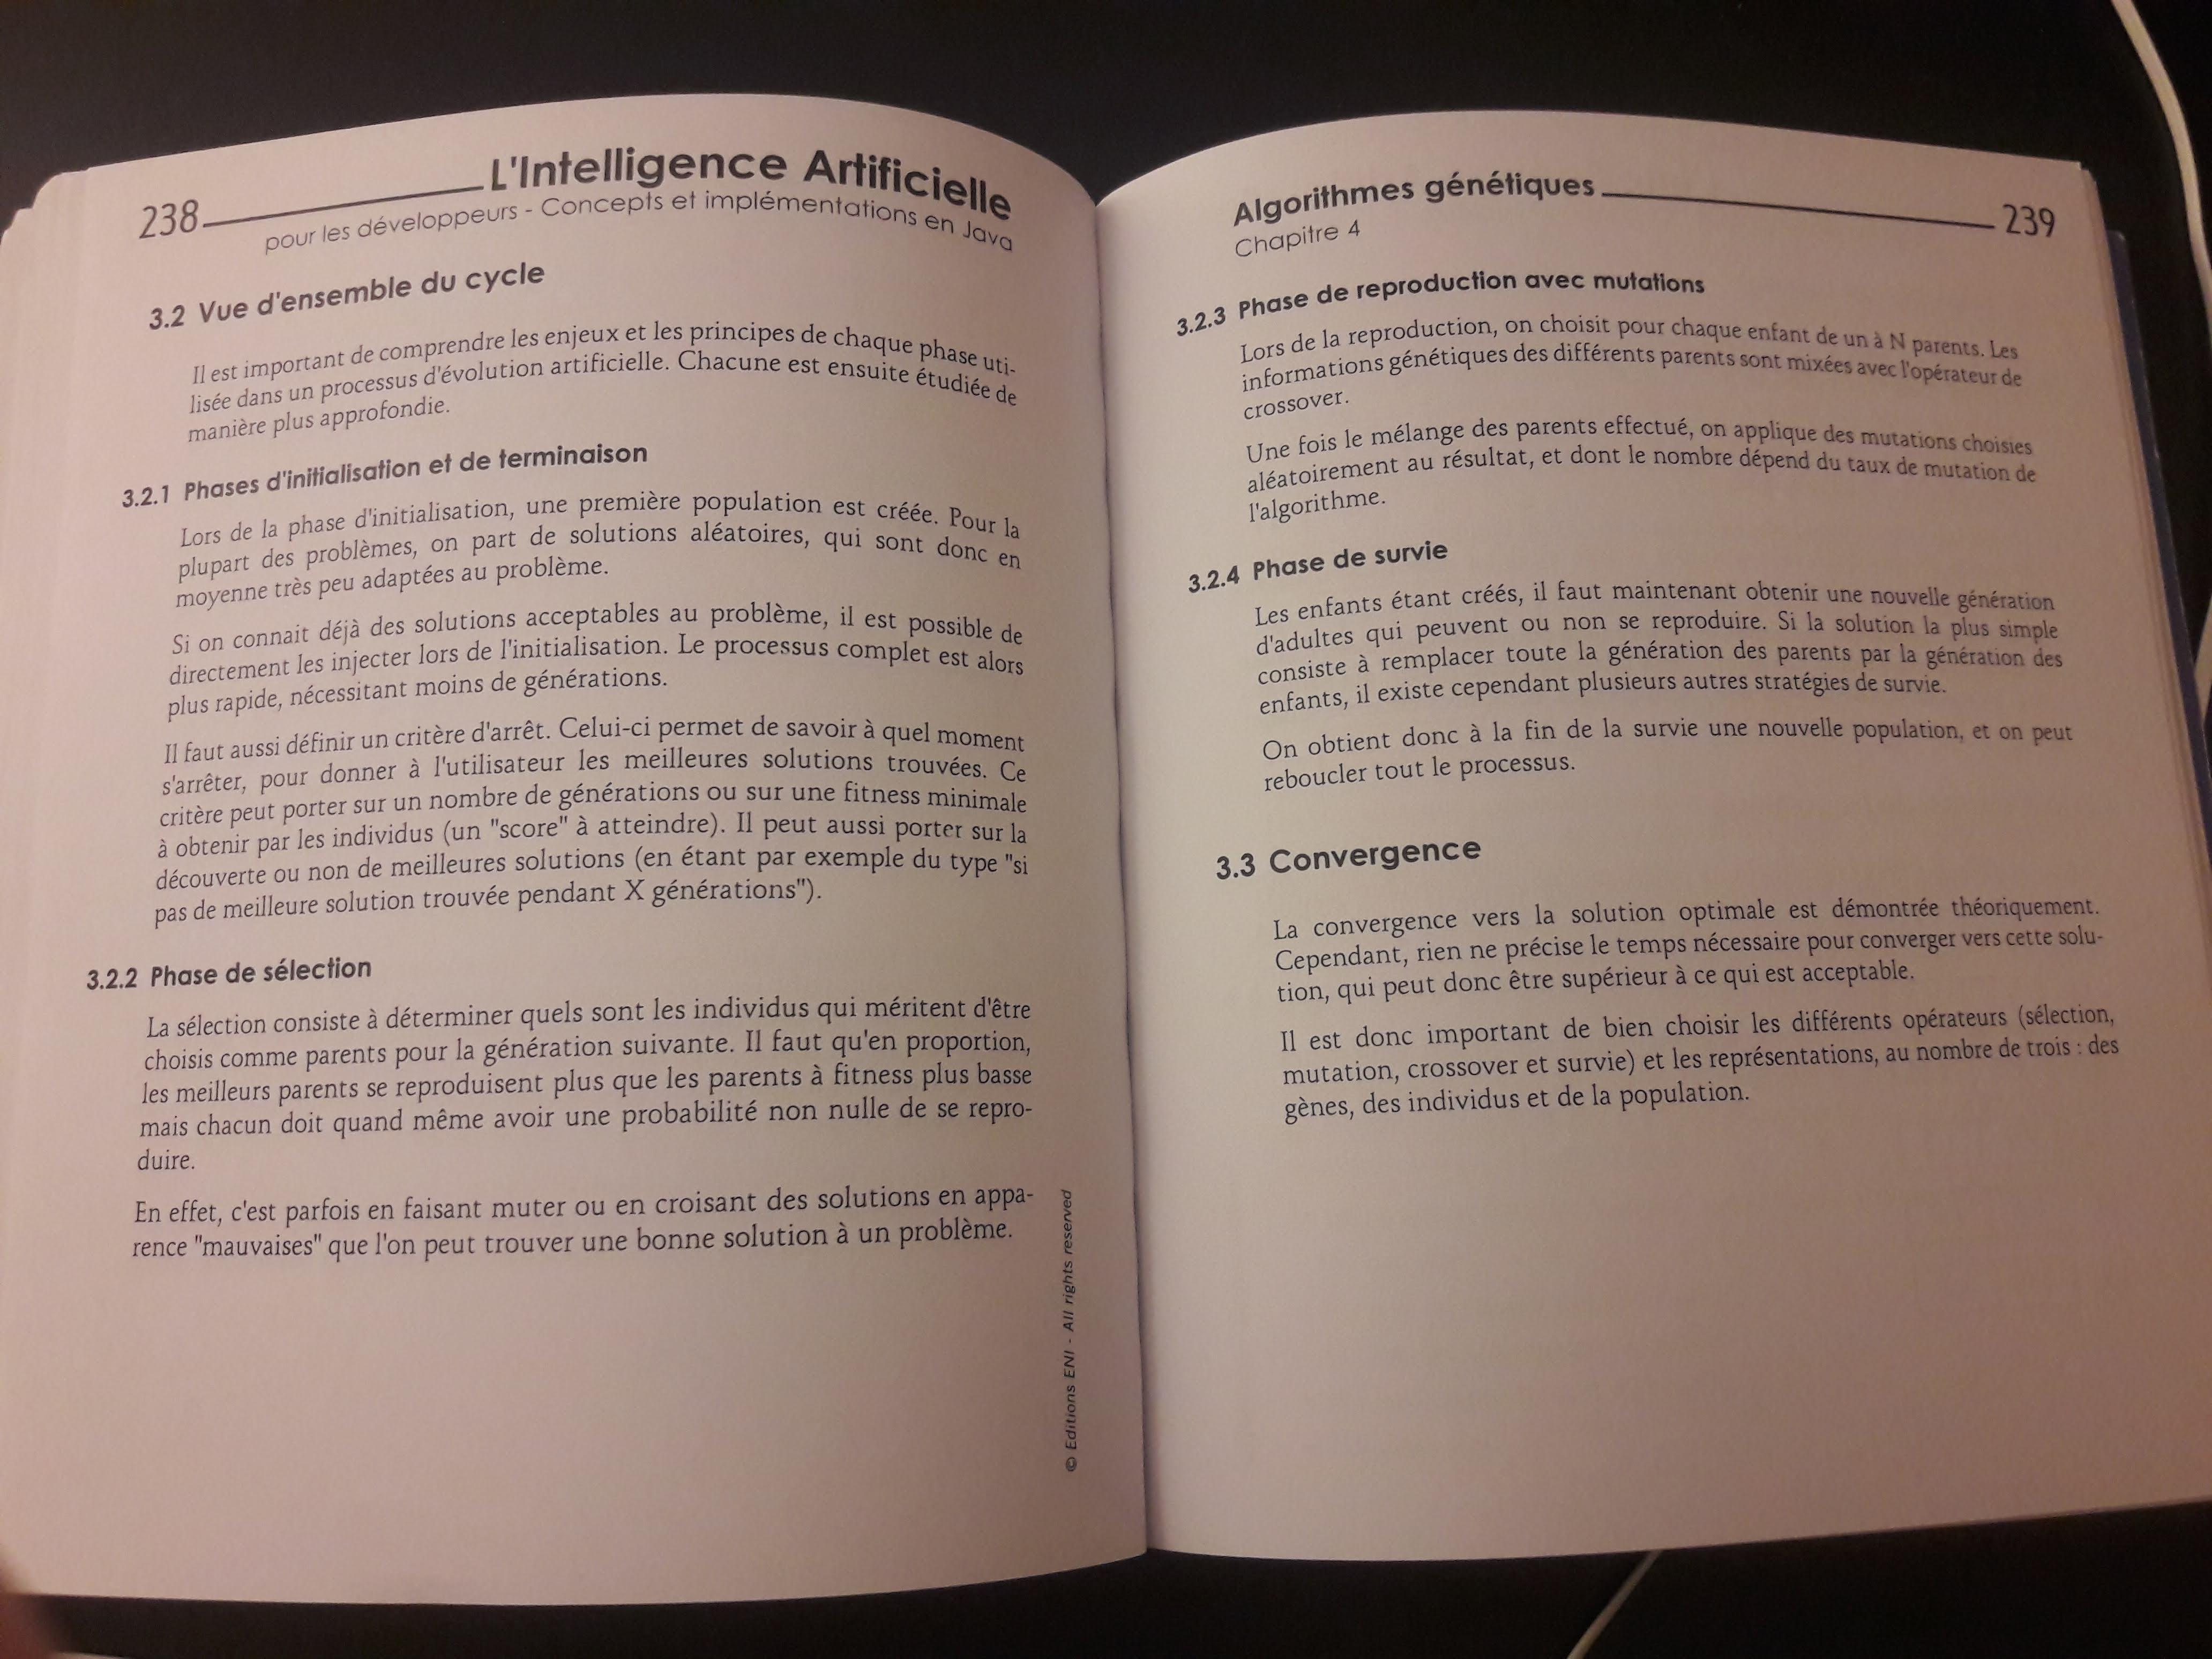 238
L'Intelligence Artificielle
pour les développeurs - Concepts et implémentations en Java
3.2 Vue d'ensemble du cycle
Il est important de comprendre les enjeux et les principes de chaque phase uti-
lisée dans un processus d'évolution artificielle. Chacune est ensuite étudiée de
manière plus approfondie.
3.2.1 Phases d'initialisation et de terminaison
Lors de la phase d'initialisation, une première population est créée. Pour la
plupart des problèmes, on part de solutions aléatoires, qui sont donc en
moyenne très peu adaptées au problème.
Si on connait déjà des solutions acceptables au problème, il est possible de
directement les injecter lors de l'initialisation. Le processus complet est alors
plus rapide, nécessitant moins de générations.
Il faut aussi définir un critère d'arrêt. Celui-ci permet de savoir à quel moment
s'arrêter, pour donner à l'utilisateur les meilleures solutions trouvées. Ce
critère peut porter sur un nombre de générations ou sur une fitness minimale
à obtenir par les individus (un "score" à atteindre). Il peut aussi porter sur la
découverte ou non de meilleures solutions (en étant par exemple du type "si
pas de meilleure solution trouvée pendant X générations").
3.2.2 Phase de sélection
La sélection consiste à déterminer quels sont les individus qui méritent d'être
choisis comme parents pour la génération suivante. Il faut qu'en proportion,
les meilleurs parents se reproduisent plus que les parents à fitness plus basse
mais chacun doit quand même avoir une probabilité non nulle de se repro-
duire.
En effet, c'est parfois en faisant muter ou en croisant des solutions en appa-
rence "mauvaises" que l'on peut trouver une bonne solution à un problème.
© Editions ENI - All rights reserved
Algorithmes génétiques
239
Chapitre 4
3.2.3 Phase de reproduction avec mutations
Lors de la reproduction, on choisit pour chaque enfant de un à N parents. Les
informations génétiques des différents parents sont mixées avec l'opérateur de
crossover.
Une fois le mélange des parents effectué, on applique des mutations choisies
aléatoirement au résultat, et dont le nombre dépend du taux de mutation de
l'algorithme.
3.2.4 Phase de survie
Les enfants étant créés, il faut maintenant obtenir une nouvelle génération
d'adultes qui peuvent ou non se reproduire. Si la solution la plus simple
consiste à remplacer toute la génération des parents par la génération des
enfants, il existe cependant plusieurs autres stratégies de survie.
On obtient donc à la fin de la survie une nouvelle population, et on peut
reboucler tout le processus.
3.3 Convergence
La convergence vers la solution optimale est démontrée théoriquement.
Cependant, rien ne précise le temps nécessaire pour converger vers cette solu-
tion, qui peut donc être supérieur à ce qui est acceptable.
Il est donc important de bien choisir les différents opérateurs (sélection,
mutation, crossover et survie) et les représentations, au nombre de trois : des
gènes, des individus et de la population.